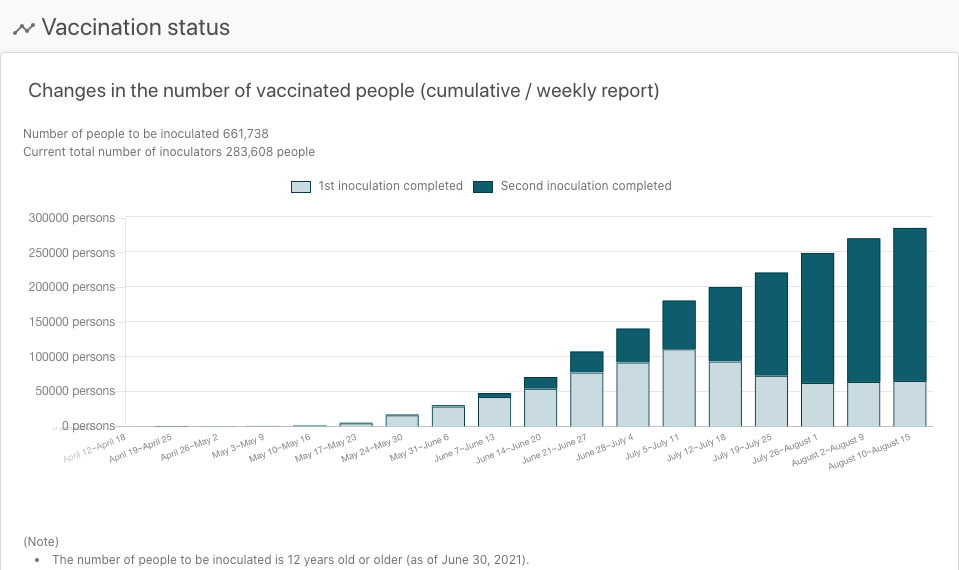 Vaccination status
Changes in the number of vaccinated people (cumulative / weekly report)
Number of people to be inoculated 661,738
Current total number of inoculators 283,608 people
1st inoculation completed
Second inoculation completed
300000 persons
250000 persons
200000 persons
150000 persons
100000 persons
50000 persons
0 persons
April 12~April 18
April 19~April 25
April 26~May 2
May 3~May 9
May 10~May 16
May 17~May 23
May 24~May 30
May 31~June 6
June 7~June 13
June 14~June 20
June 21~June 27
June 28~July 4
July 5~July 11
July 12~July 18
July 19~July 25
July 26~August 1
August 2~August 9
August 10~August 15
(Note)
• The number of people to be inoculated is 12 years old or older (as of June 30, 2021).